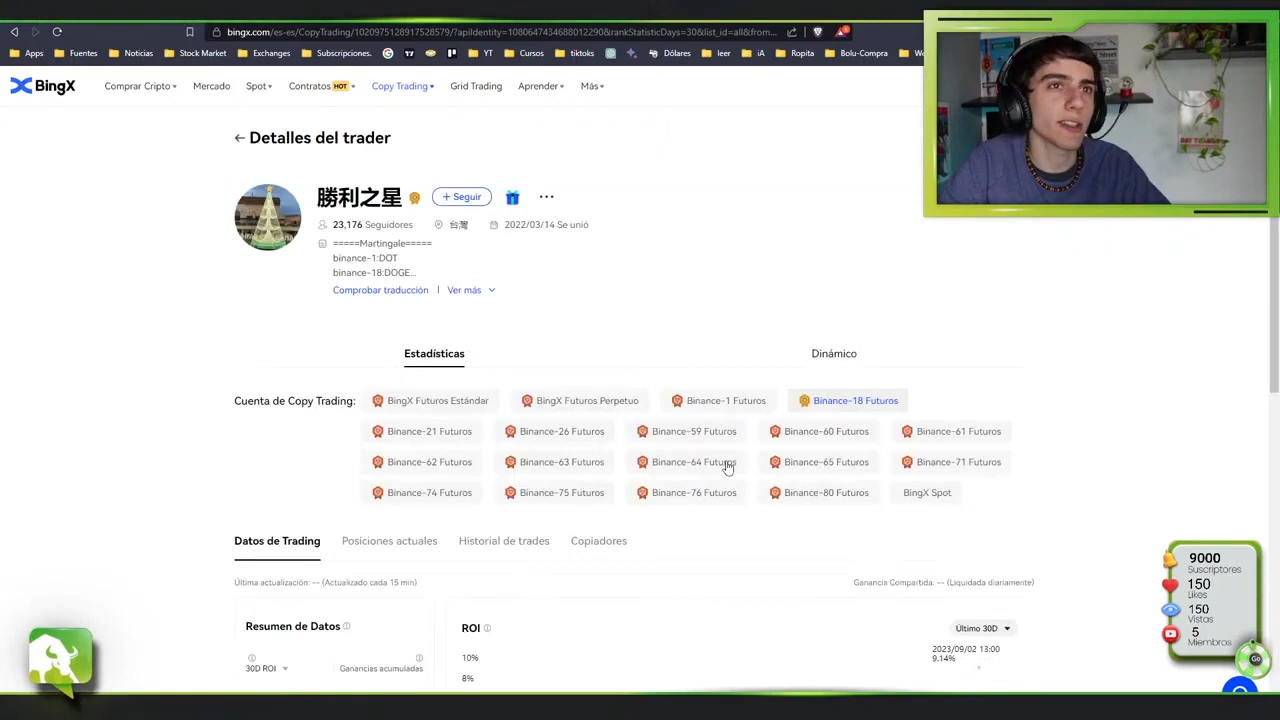 bingx.com/es-es/CopyTrading/1020975128917528579/?apiIdentity=1080647434688012290&rankStatisticDays=30&list_id=all&from...
Apps Fuentes Noticias Stock Market Exchanges Subscripciones. YT Cursos tiktoks Dólares leer iA Ropita Bolu-Compra
BingX Comprar Cripto Mercado Spot Contratos HOT Copy Trading Grid Trading Aprender Más
Detalles del trader
勝利之星 + Seguir
23,176 Seguidores 台灣 2022/03/14 Se unió
=====Martingale=====
binance-1:DOT
binance-18:DOGE...
Comprobar traducción | Ver más
Estadísticas Dinámico
Cuenta de Copy Trading: BingX Futuros Estándar BingX Futuros Perpetuo Binance-1 Futuros Binance-18 Futuros
Binance-21 Futuros Binance-26 Futuros Binance-59 Futuros Binance-60 Futuros Binance-61 Futuros
Binance-62 Futuros Binance-63 Futuros Binance-64 Futuros Binance-65 Futuros Binance-71 Futuros
Binance-74 Futuros Binance-75 Futuros Binance-76 Futuros Binance-80 Futuros BingX Spot
Datos de Trading Posiciones actuales Historial de trades Copiadores
Última actualización: -- (Actualizado cada 15 min) Ganancia Compartida: -- (Liquidada diariamente)
Resumen de Datos ROI Último 30D
30D ROI Ganancias acumuladas
10%
8%
2023/09/02 13:00
9.14%
9000
Suscriptores
150
Likes
150
Vistas
5
Miembros
Go